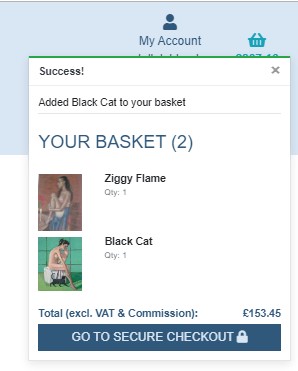 My Account
Success!
×
Added Black Cat to your basket
YOUR BASKET (2)
Ziggy Flame
Qty: 1
Black Cat
Qty: 1
Total (excl. VAT & Commission): £153.45
GO TO SECURE CHECKOUT